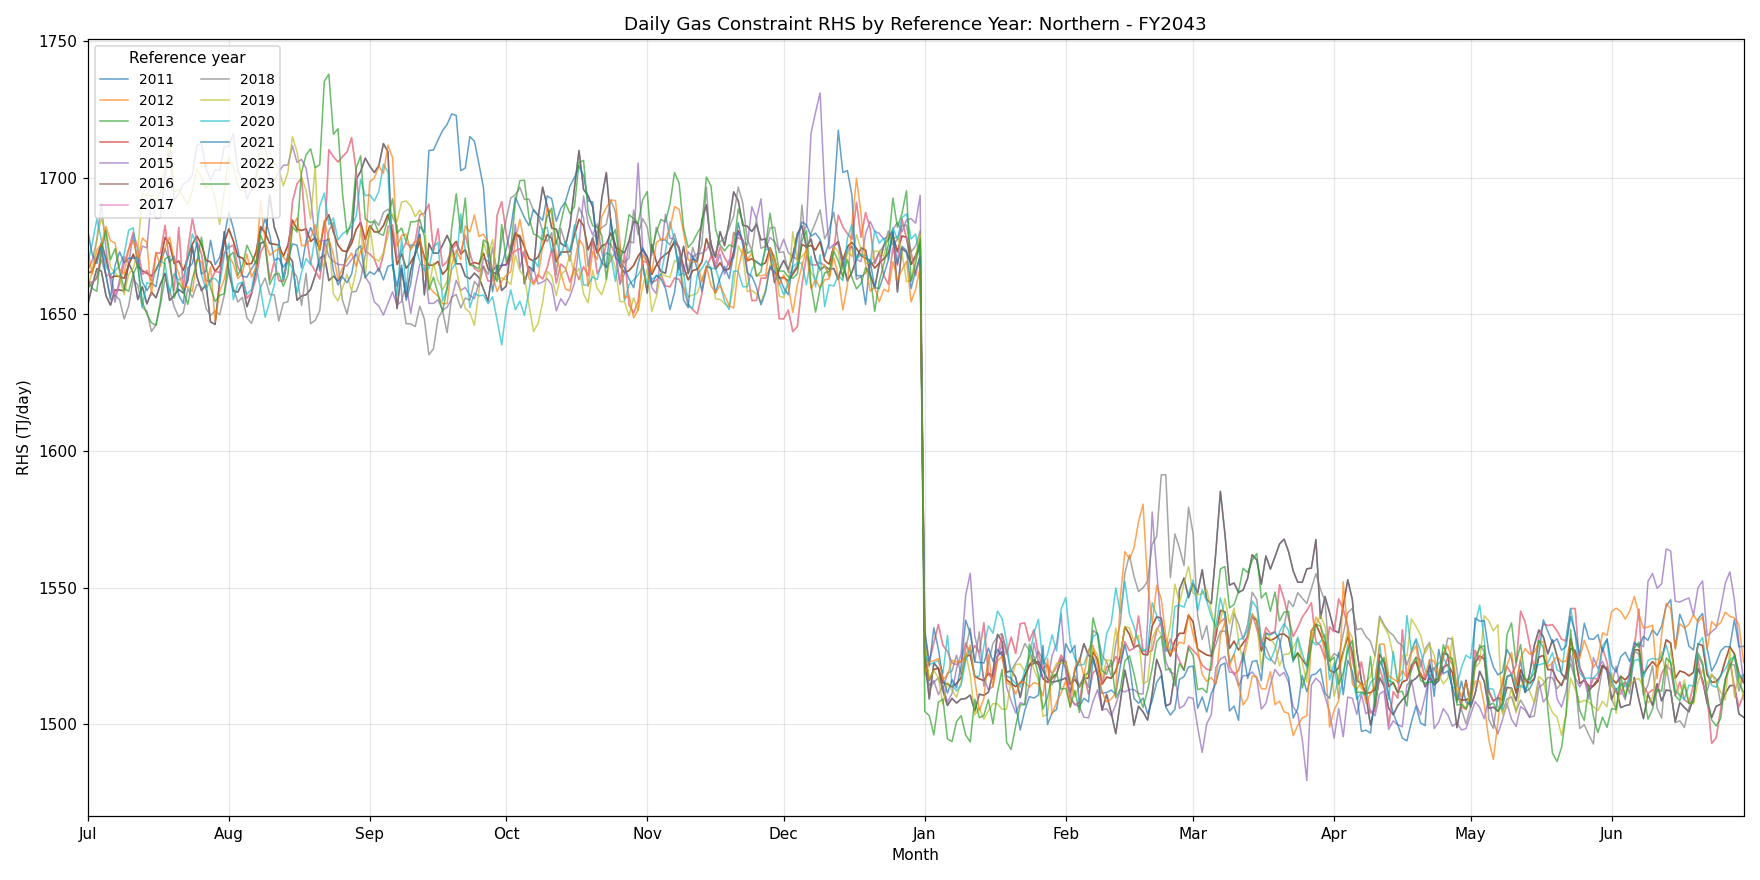 Daily Gas Constraint RHS by Reference Year: Northern - FY2043
1750
1700
1650
1600
1550
1500
RHS (TJ/day)
Reference year
2011 2018
2012 2019
2013 2020
2014 2021
2015 2022
2016 2023
2017
Jul Aug Sep Oct Nov Dec Jan Feb Mar Apr May Jun
Month